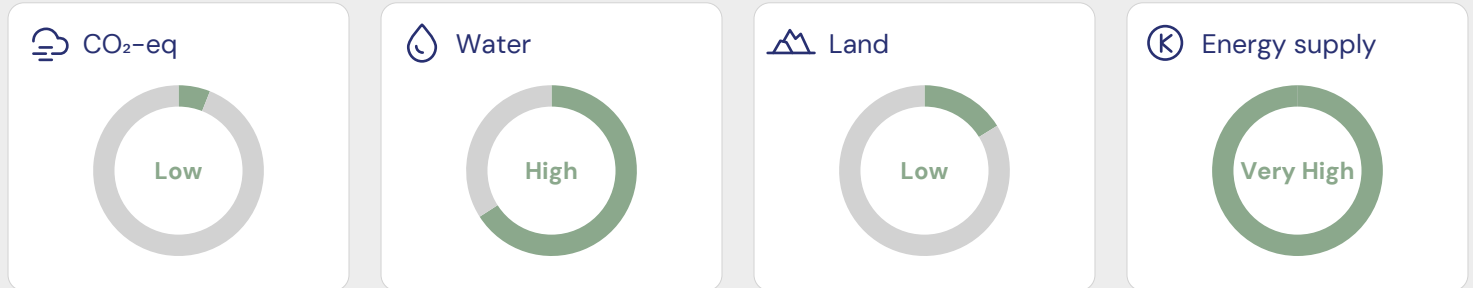 CO₂-eq
Water
Land
Energy supply
Low
High
Low
Very High